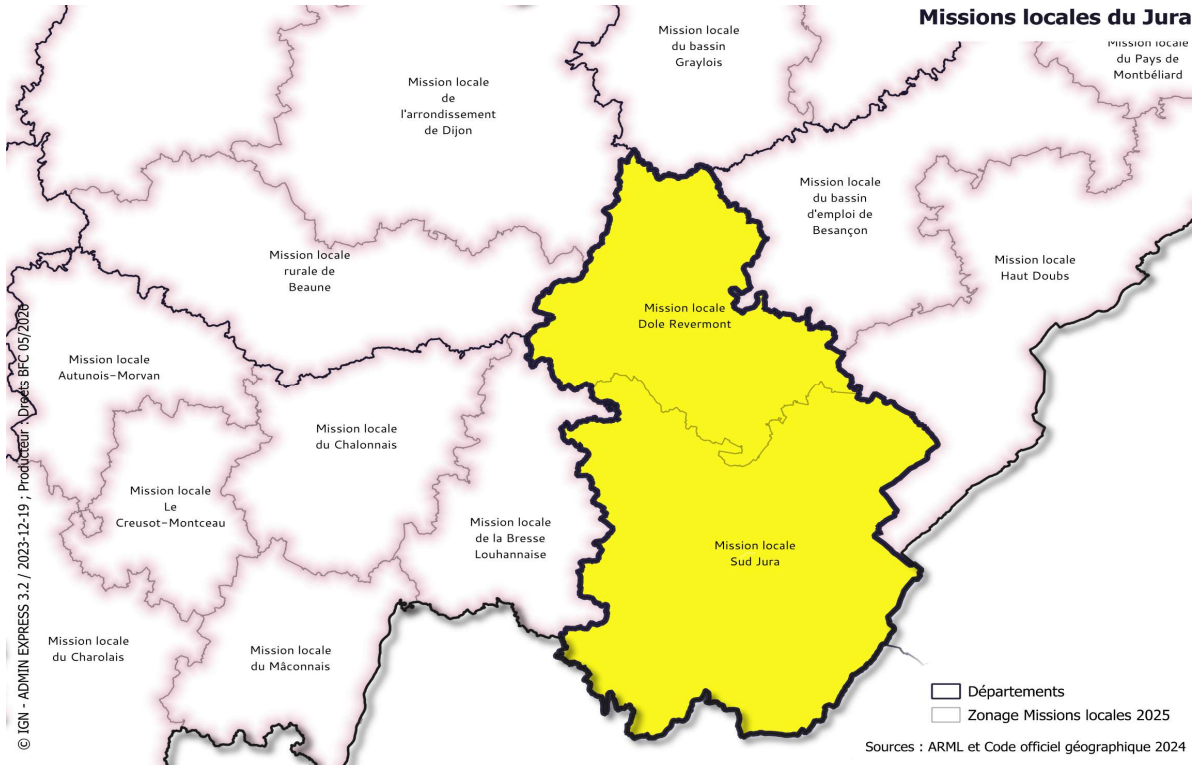 Missions locales du Jura
Mission locale
du bassin
Graylois
Mission locale
du Pays de
Montbéliard
Mission locale
de
l'arrondissement
de Dijon
Mission locale
du bassin
d'emploi de
Besançon
Mission locale
rurale de
Beaune
Mission locale
Haut Doubs
Mission locale
Dole Revermont
Mission locale
Autunois-Morvan
Mission locale
du Chalonnais
Mission locale
Le
Creusot-Montceau
Mission locale
de la Bresse
Louhannaise
Mission locale
Sud Jura
Mission locale
du Charolais
Mission locale
du Mâconnais
Départements
Zonage Missions locales 2025
Sources : ARML et Code officiel géographique 2024
© IGN - ADMIN EXPRESS 3.2 / 2023-12-19 ; Producteur : Dreets BFC 05/2026